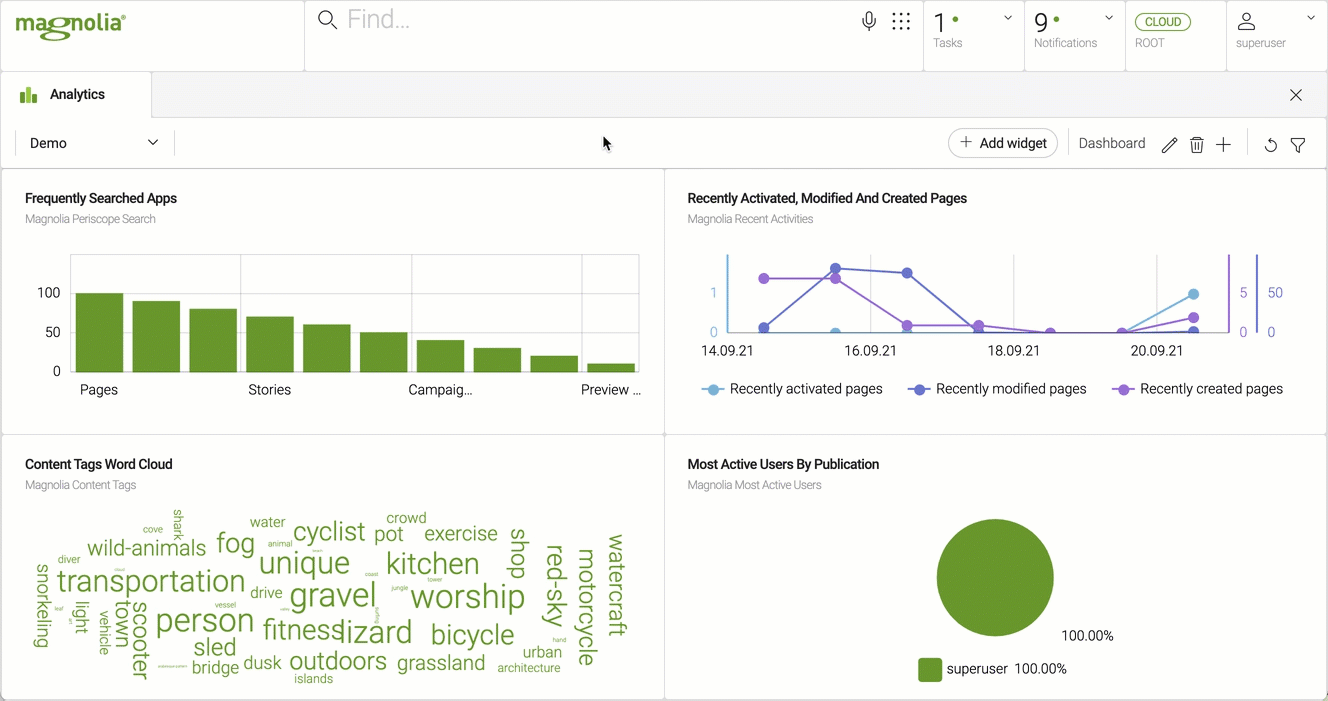 magnolia®
Find...
1
Tasks
9
Notifications
CLOUD
ROOT
superuser
Analytics
Demo
Add widget
Dashboard
Frequently Searched Apps
Magnolia Periscope Search
100
50
0
Pages
Stories
Campaig...
Preview ...
Recently Activated, Modified And Created Pages
Magnolia Recent Activities
1
0
5
0
50
0
14.09.21
16.09.21
18.09.21
20.09.21
Recently activated pages
Recently modified pages
Recently created pages
Content Tags Word Cloud
Magnolia Content Tags
shark
cove
water
crowd
cyclist
pot
exercise
fog
wild-animals
animal
shop
red-sky
motorcycle
watercraft
diver
unique
kitchen
snorkeling
transportation
coast
tower
jungle
drive
gravel
worship
leaf
light
vehicle
town
scooter
vessel
person
fitness
lizard
bicycle
hand
sled
urban
bridge
dusk
outdoors
grassland
architecture
islands
Most Active Users By Publication
Magnolia Most Active Users
100.00%
superuser 100.00%